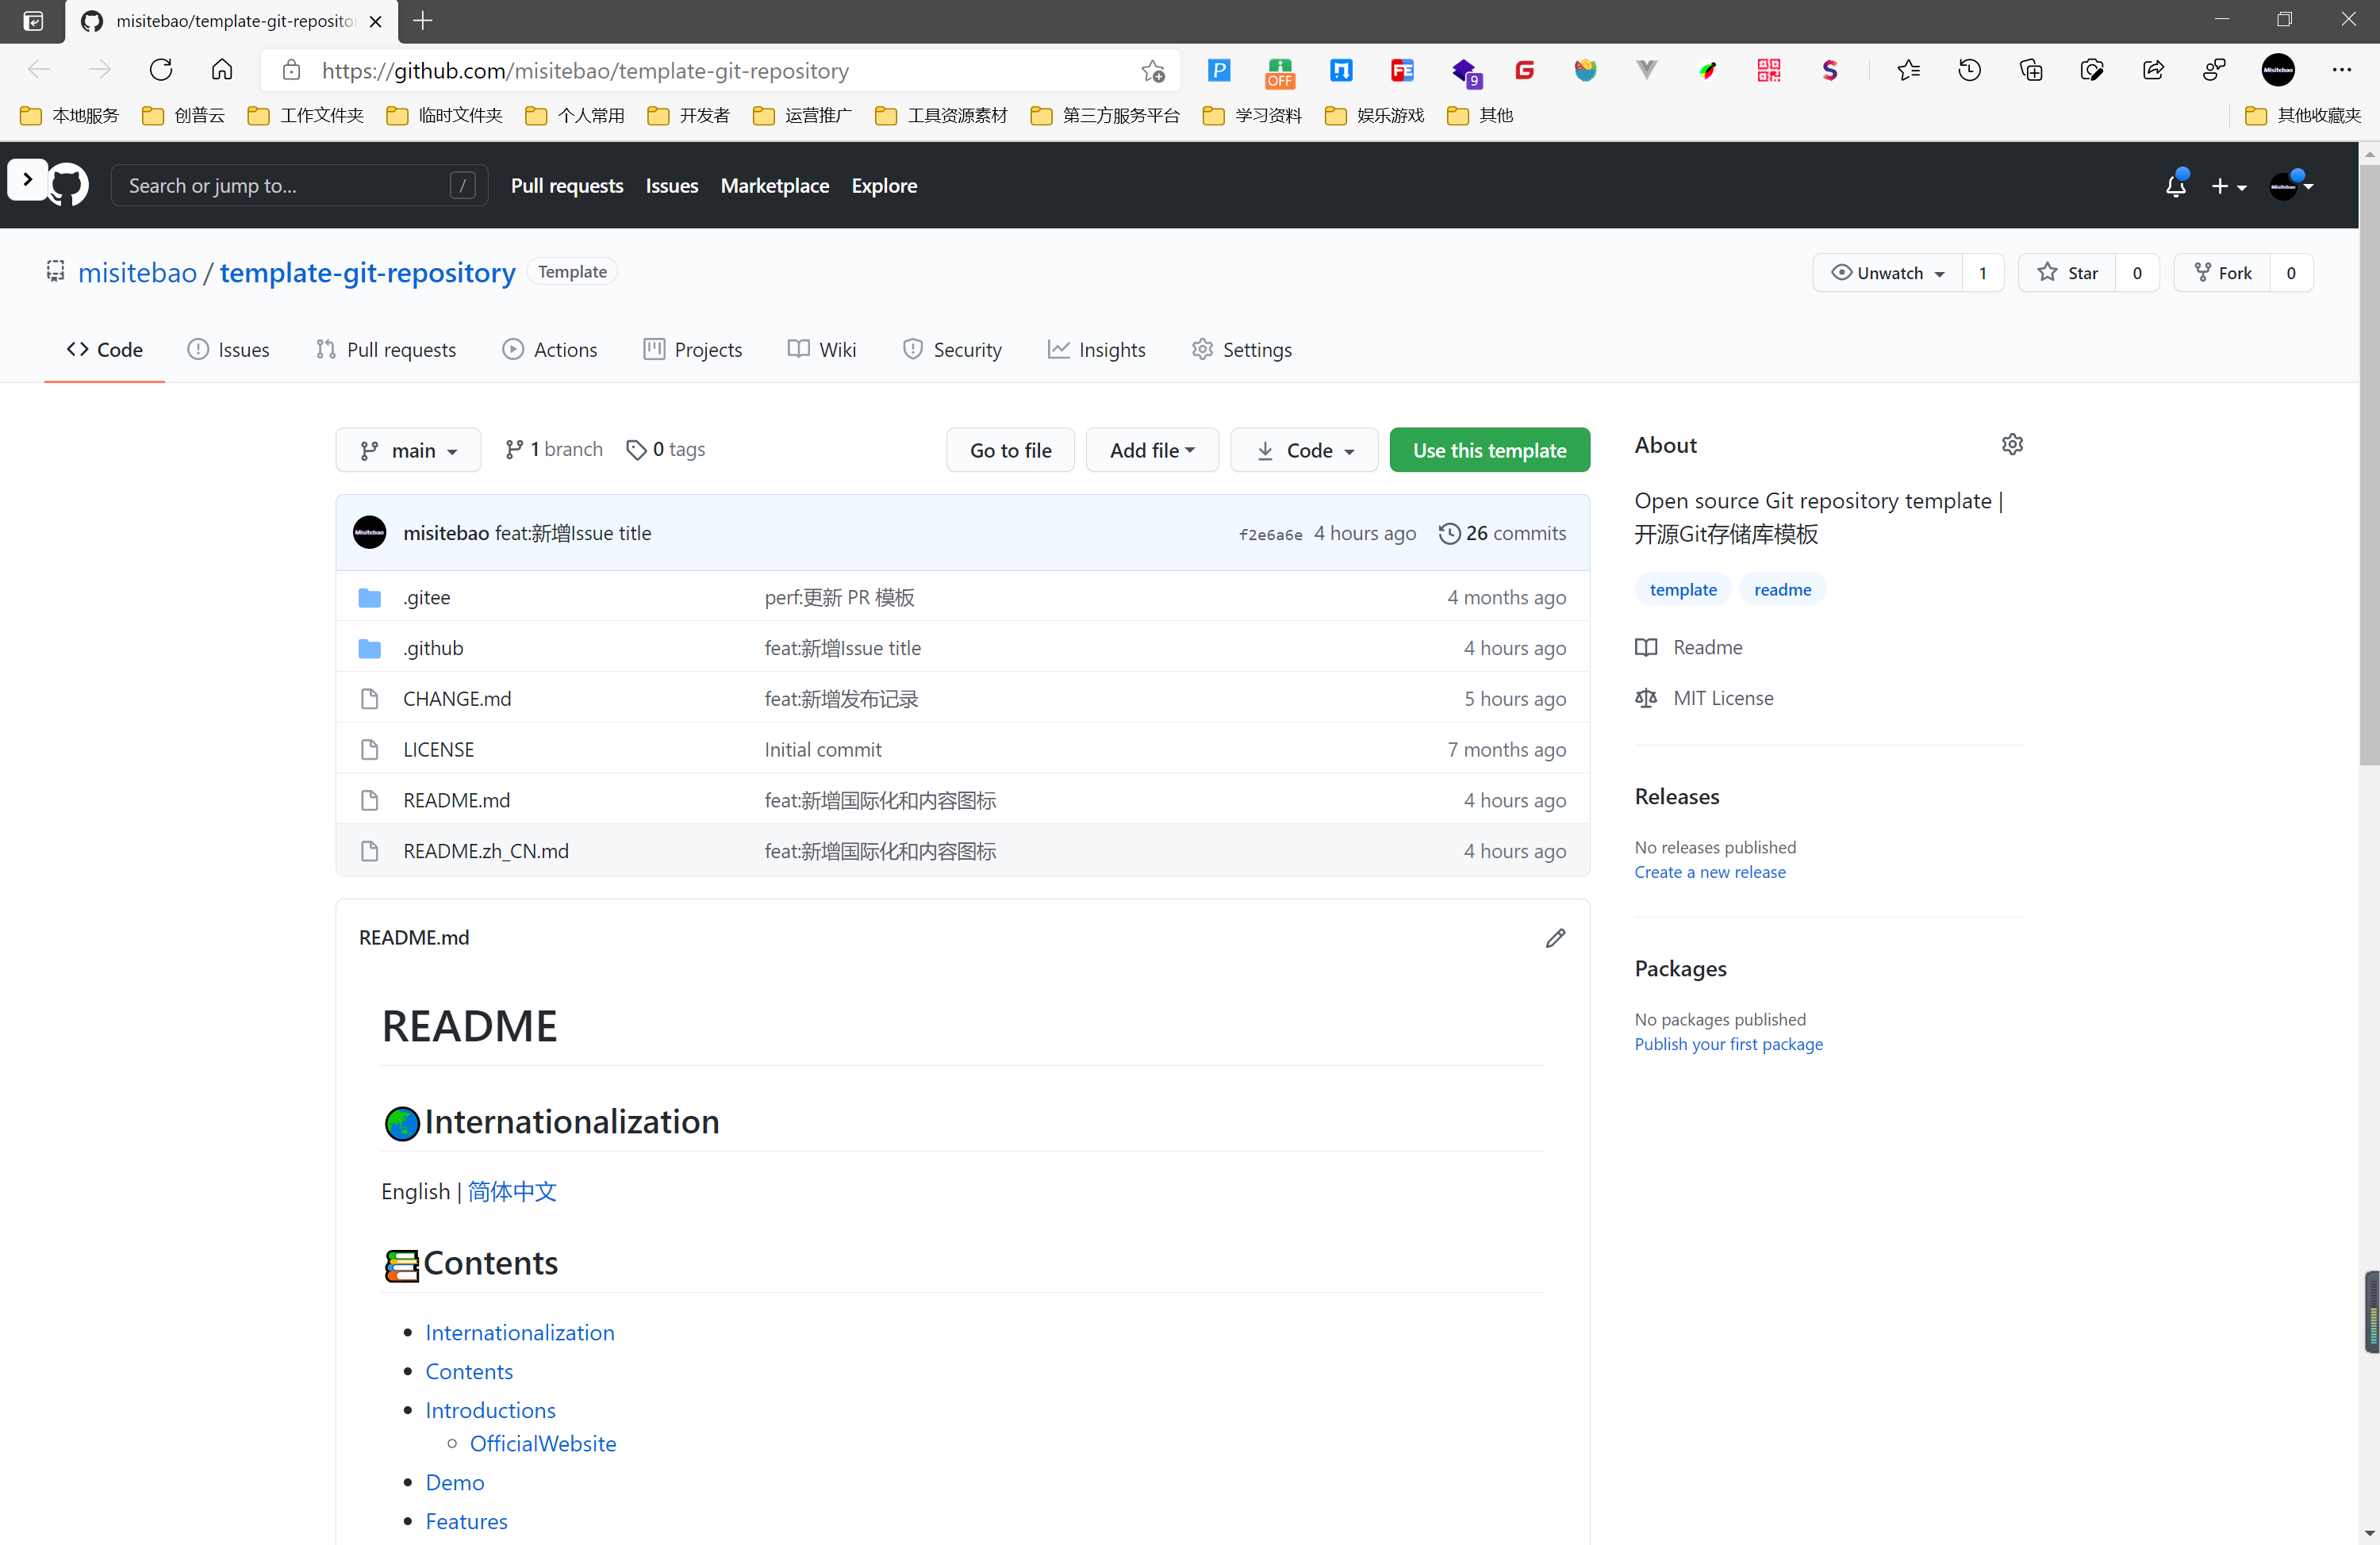 misitebao/template-git-reposito
https://github.com/misitebao/template-git-repository
OFF
FE
9
本地服务 创普云 工作文件夹 临时文件夹 个人常用 开发者 运营推广 工具资源素材 第三方服务平台 学习资料 娱乐游戏 其他 其他收藏夹
Search or jump to... / Pull requests Issues Marketplace Explore
misitebao / template-git-repository Template Unwatch 1 Star 0 Fork 0
Code Issues Pull requests Actions Projects Wiki Security Insights Settings
main 1 branch 0 tags Go to file Add file Code Use this template
misitebao feat:新增Issue title f2e6a6e 4 hours ago 26 commits
.gitee perf:更新 PR 模板 4 months ago
.github feat:新增Issue title 4 hours ago
CHANGE.md feat:新增发布记录 5 hours ago
LICENSE Initial commit 7 months ago
README.md feat:新增国际化和内容图标 4 hours ago
README.zh_CN.md feat:新增国际化和内容图标 4 hours ago
README.md
README
Internationalization
English | 简体中文
Contents
Internationalization
Contents
Introductions
OfficialWebsite
Demo
Features
About
Open source Git repository template |
开源Git存储库模板
template readme
Readme
MIT License
Releases
No releases published
Create a new release
Packages
No packages published
Publish your first package